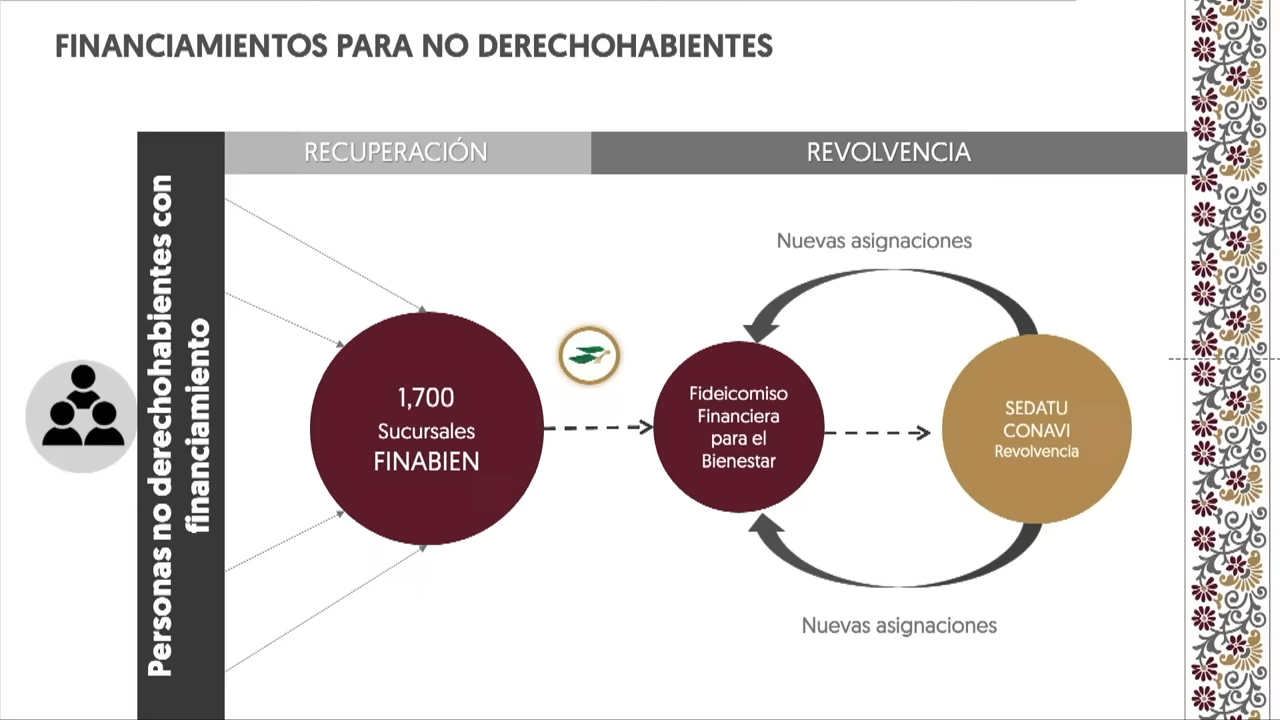 FINANCIAMIENTOS PARA NO DERECHOHABIENTES
RECUPERACIÓN
REVOLVENCIA
Personas no derechohabientes con
financiamiento
Nuevas asignaciones
1,700
Sucursales
FINABIEN
Fideicomiso
Financiera
para el
Bienestar
SEDATU
CONAVI
Revolvencia
Nuevas asignaciones